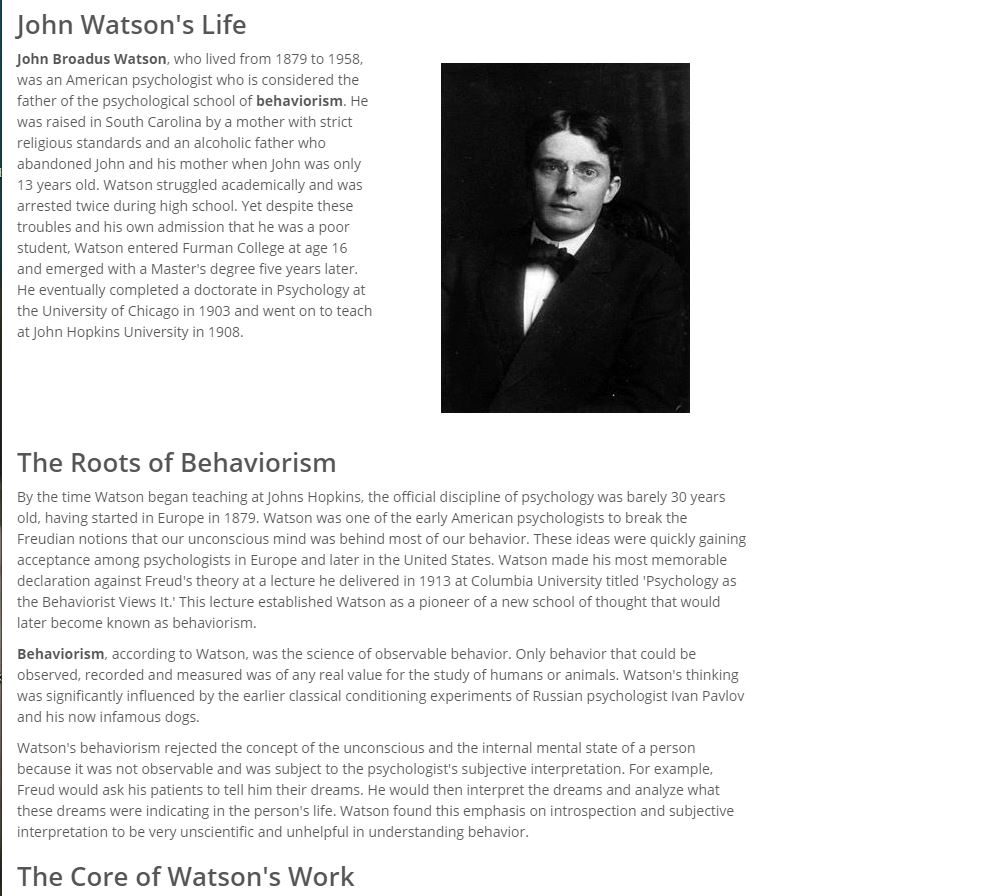 John Watson's Life
John Broadus Watson, who lived from 1879 to 1958,
was an American psychologist who is considered the
father of the psychological school of behaviorism. He
was raised in South Carolina by a mother with strict
religious standards and an alcoholic father who
abandoned John and his mother when John was only
13 years old. Watson struggled academically and was
arrested twice during high school. Yet despite these
troubles and his own admission that he was a poor
student, Watson entered Furman College at age 16
and emerged with a Master's degree five years later.
He eventually completed a doctorate in Psychology at
the University of Chicago in 1903 and went on to teach
at John Hopkins University in 1908.
The Roots of Behaviorism
By the time Watson began teaching at Johns Hopkins, the official discipline of psychology was barely 30 years
old, having started in Europe in 1879. Watson was one of the early American psychologists to break the
Freudian notions that our unconscious mind was behind most of our behavior. These ideas were quickly gaining
acceptance among psychologists in Europe and later in the United States. Watson made his most memorable
declaration against Freud's theory at a lecture he delivered in 1913 at Columbia University titled 'Psychology as
the Behaviorist Views It.' This lecture established Watson as a pioneer of a new school of thought that would
later become known as behaviorism.
Behaviorism, according to Watson, was the science of observable behavior. Only behavior that could be
observed, recorded and measured was of any real value for the study of humans or animals. Watson's thinking
was significantly influenced by the earlier classical conditioning experiments of Russian psychologist Ivan Pavlov
and his now infamous dogs.
Watson's behaviorism rejected the concept of the unconscious and the internal mental state of a person
because it was not observable and was subject to the psychologist's subjective interpretation. For example,
Freud would ask his patients to tell him their dreams. He would then interpret the dreams and analyze what
these dreams were indicating in the person's life. Watson found this emphasis on introspection and subjective
interpretation to be very unscientific and unhelpful in understanding behavior.
The Core of Watson's Work